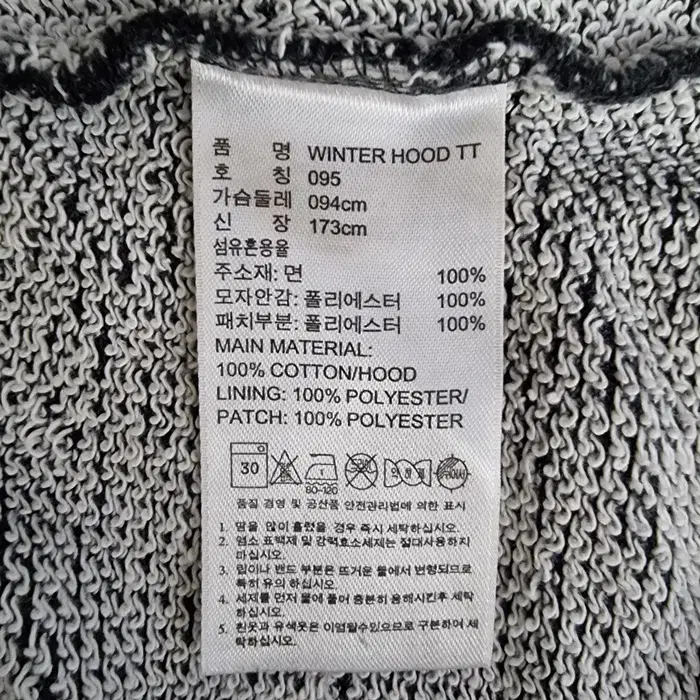 품 명 WINTER HOOD TT
호 칭 095
가슴둘레 094cm
신 장 173cm
섬유혼용율
주소재: 면 100%
모자안감: 폴리에스터 100%
패치부분: 폴리에스터 100%
MAIN MATERIAL:
100% COTTON/HOOD
LINING: 100% POLYESTER/
PATCH: 100% POLYESTER
30
60-120
품질 경영 및 공산품 안전관리법에 의한 표시
1. 땀을 많이 흘렸을 경우 즉시 세탁하십시오.
2. 염소 표백제 및 강력효소세제는 절대사용하지
마십시오.
3. 립이나 밴드 부분은 뜨거운 물에서 변형되므로
특히 유의 하십시오.
4. 세제를 먼저 물에 풀어 충분히 용해시킨후 세탁
하십시오.
5. 흰옷과 유색옷은 이염될수있으므로 구분하여 세
탁하십시오.